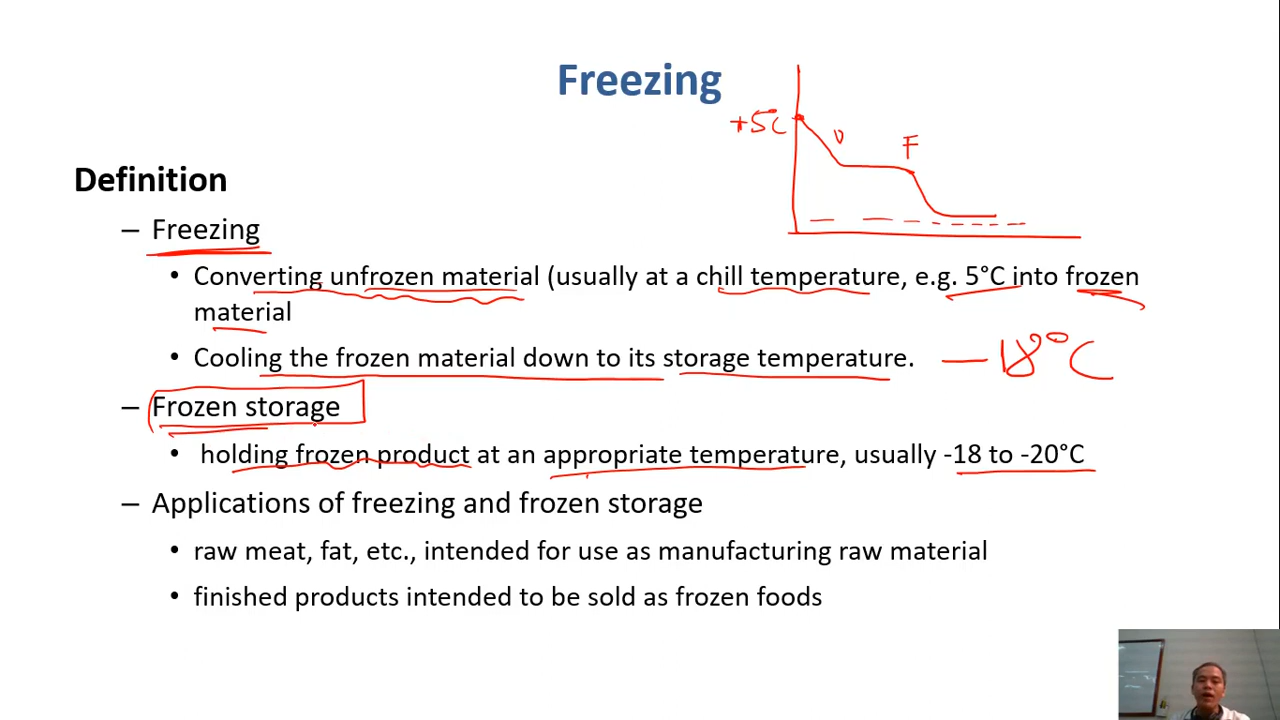 Freezing
+5°C
0
F
Definition
– Freezing
• Converting unfrozen material (usually at a chill temperature, e.g. 5°C into frozen
material
• Cooling the frozen material down to its storage temperature.
—18°C
– Frozen storage
• holding frozen product at an appropriate temperature, usually -18 to -20°C
– Applications of freezing and frozen storage
• raw meat, fat, etc., intended for use as manufacturing raw material
• finished products intended to be sold as frozen foods